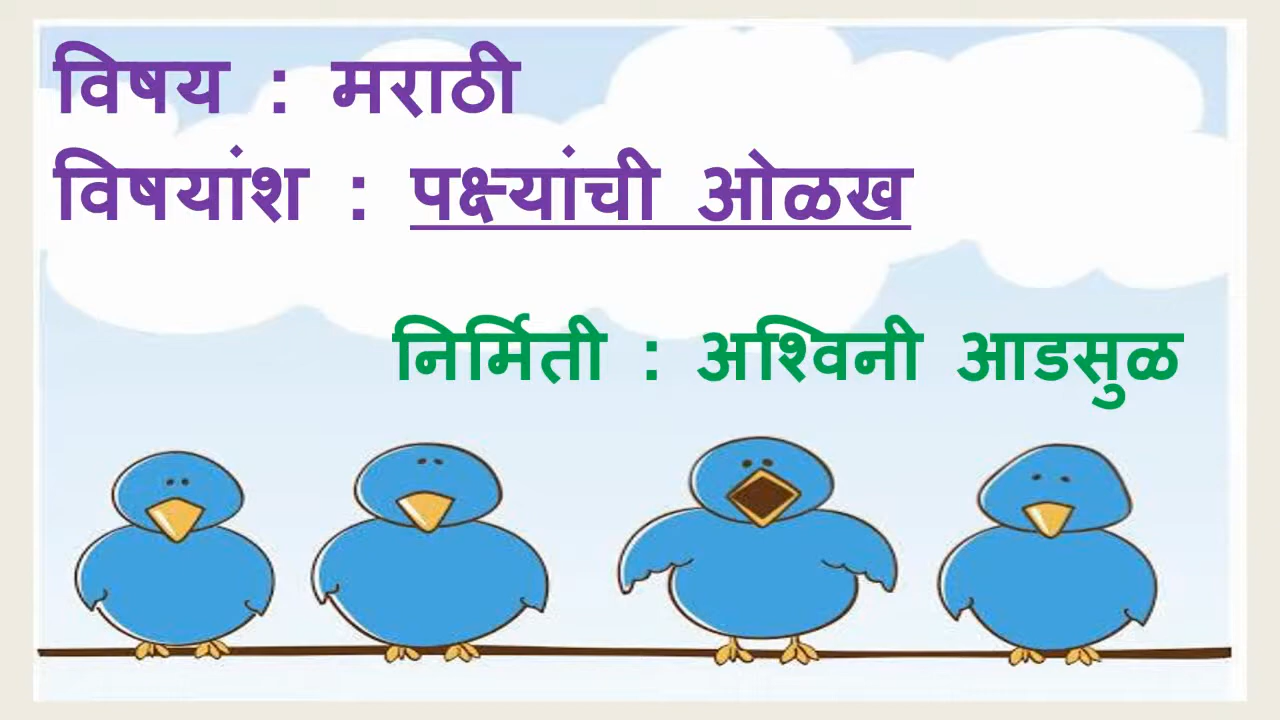 विषय : मराठी
विषयांश : पक्ष्यांची ओळख
निर्मिती : अश्विनी आडसुळ